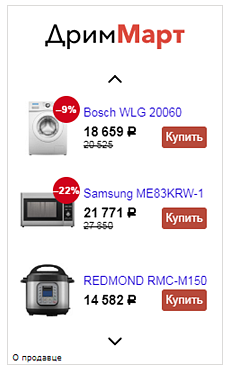 ДримМарт
–9%
Bosch WLG 20060
18 659 ₽
20 525
Купить
–22%
Samsung ME83KRW-1
21 771 ₽
27 850
Купить
REDMOND RMC-M150
14 582 ₽
Купить
О продавце